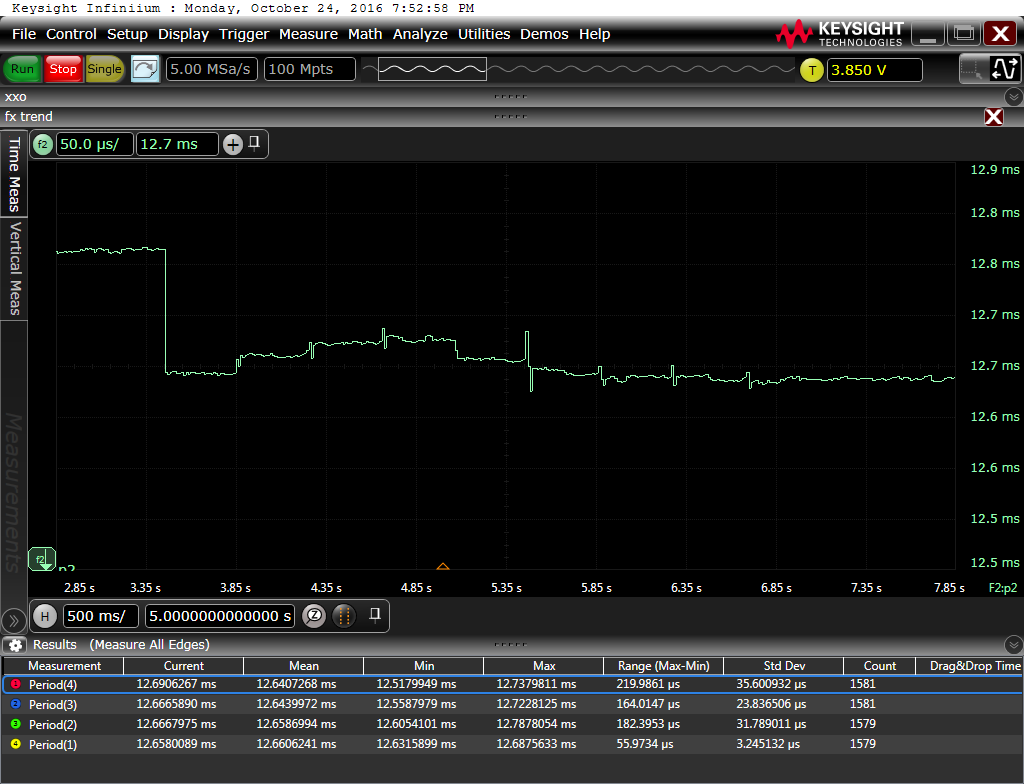 Keysight Infiniium : Monday, October 24, 2016 7:52:58 PM
File Control Setup Display Trigger Measure Math Analyze Utilities Demos Help
KEYSIGHT TECHNOLOGIES
Run Stop Single 5.00 MSa/s 100 Mpts T 3.850 V
xxo
fx trend
f2 50.0 µs/ 12.7 ms
Time Meas
Vertical Meas
Measurements
12.9 ms
12.8 ms
12.8 ms
12.7 ms
12.7 ms
12.6 ms
12.6 ms
12.5 ms
12.5 ms
f2 p2
2.85 s 3.35 s 3.85 s 4.35 s 4.85 s 5.35 s 5.85 s 6.35 s 6.85 s 7.35 s 7.85 s F2:p2
H 500 ms/ 5.0000000000000 s Z
Results (Measure All Edges)
Measurement Current Mean Min Max Range (Max-Min) Std Dev Count Drag&Drop Time
1 Period(4) 12.6906267 ms 12.6407268 ms 12.5179949 ms 12.7379811 ms 219.9861 µs 35.600932 µs 1581
2 Period(3) 12.6665890 ms 12.6439972 ms 12.5587979 ms 12.7228125 ms 164.0147 µs 23.836506 µs 1581
3 Period(2) 12.6667975 ms 12.6586994 ms 12.6054101 ms 12.7878054 ms 182.3953 µs 31.789011 µs 1579
4 Period(1) 12.6580089 ms 12.6606241 ms 12.6315899 ms 12.6875633 ms 55.9734 µs 3.245132 µs 1579